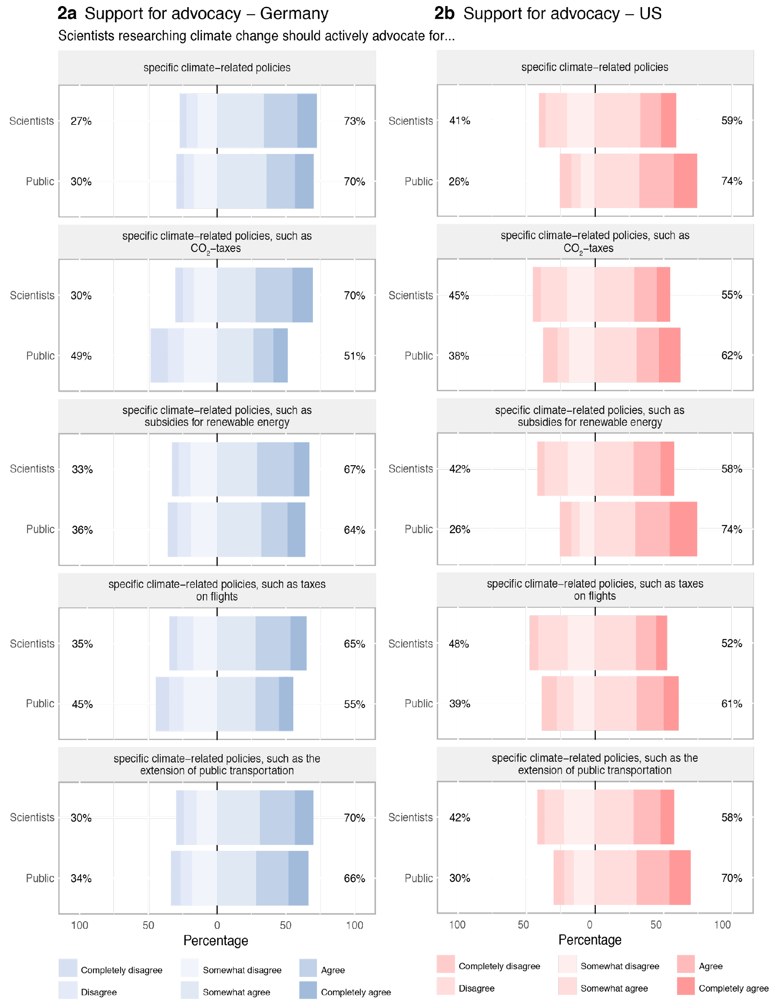 2a Support for advocacy – Germany
2b Support for advocacy – US
Scientists researching climate change should actively advocate for...
specific climate–related policies
Scientists 27% 73%
Public 30% 70%
specific climate–related policies, such as
CO2–taxes
Scientists 30% 70%
Public 49% 51%
specific climate–related policies, such as
subsidies for renewable energy
Scientists 33% 67%
Public 36% 64%
specific climate–related policies, such as taxes
on flights
Scientists 35% 65%
Public 45% 55%
specific climate–related policies, such as the
extension of public transportation
Scientists 30% 70%
Public 34% 66%
100 50 0 50 100
Percentage
Completely disagree Somewhat disagree Agree
Disagree Somewhat agree Completely agree
specific climate–related policies
Scientists 41% 59%
Public 26% 74%
specific climate–related policies, such as
CO2–taxes
Scientists 45% 55%
Public 38% 62%
specific climate–related policies, such as
subsidies for renewable energy
Scientists 42% 58%
Public 26% 74%
specific climate–related policies, such as taxes
on flights
Scientists 48% 52%
Public 39% 61%
specific climate–related policies, such as the
extension of public transportation
Scientists 42% 58%
Public 30% 70%
100 50 0 50 100
Percentage
Completely disagree Somewhat disagree Agree
Disagree Somewhat agree Completely agree